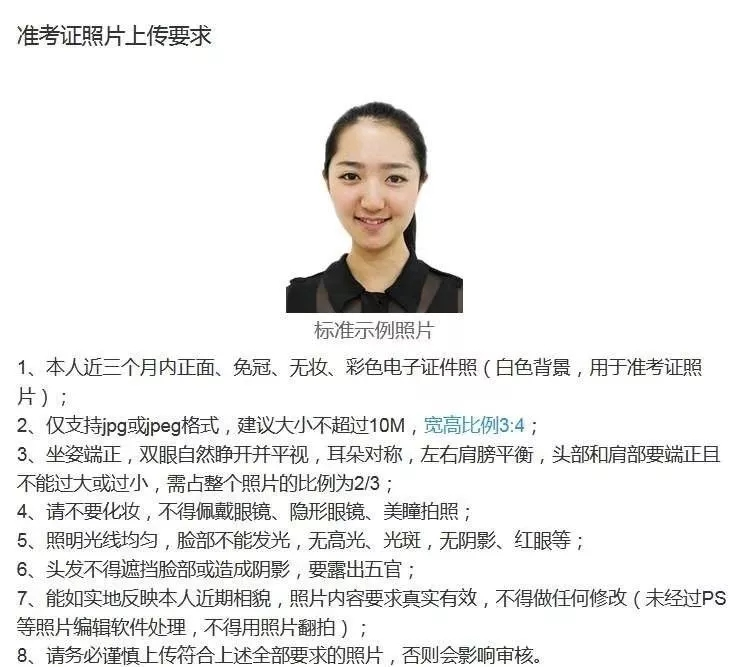 准考证照片上传要求
标准示例照片
1、本人近三个月内正面、免冠、无妆、彩色电子证件照（白色背景，用于准考证照
片）；
2、仅支持jpg或jpeg格式，建议大小不超过10M，宽高比例3:4；
3、坐姿端正，双眼自然睁开并平视，耳朵对称，左右肩膀平衡，头部和肩部要端正且
不能过大或过小，需占整个照片的比例为2/3；
4、请不要化妆，不得佩戴眼镜、隐形眼镜、美瞳拍照；
5、照明光线均匀，脸部不能发光，无高光、光斑，无阴影、红眼等；
6、头发不得遮挡脸部或造成阴影，要露出五官；
7、能如实地反映本人近期相貌，照片内容要求真实有效，不得做任何修改（未经过PS
等照片编辑软件处理，不得用照片翻拍）；
8、请务必谨慎上传符合上述全部要求的照片，否则会影响审核。